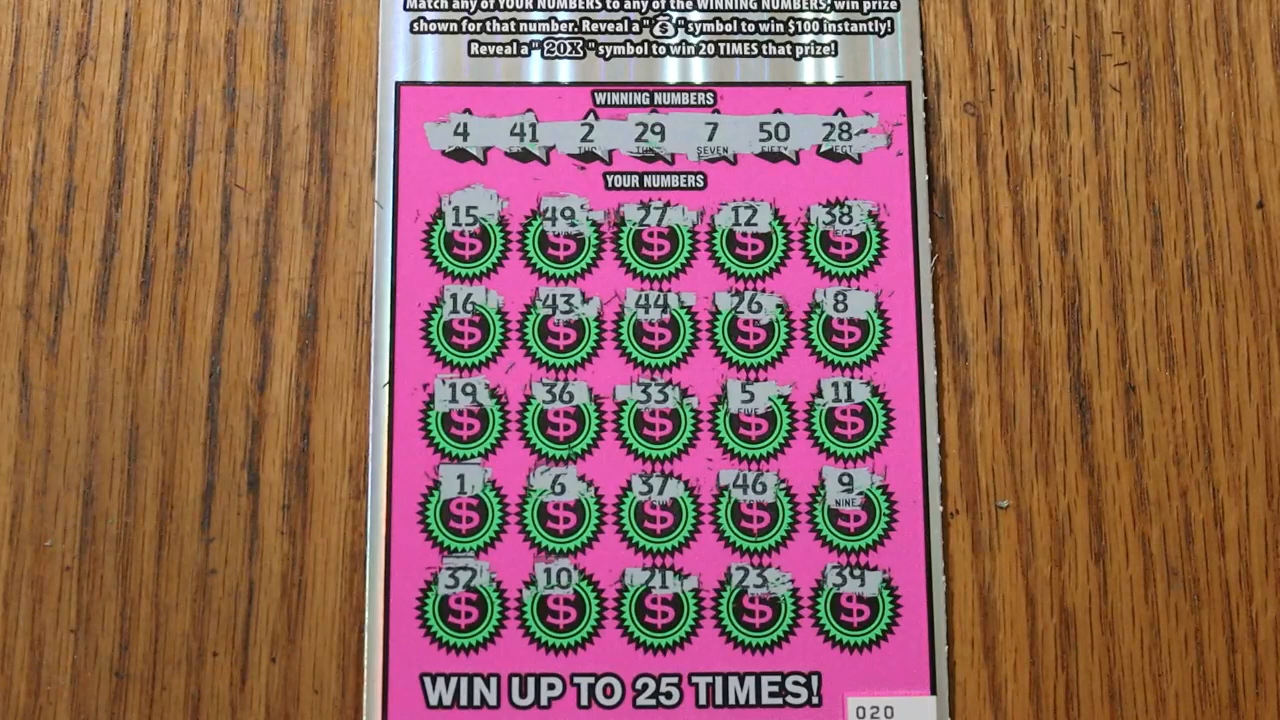 Match any of YOUR NUMBERS to any of the WINNING NUMBERS, win prize
shown for that number. Reveal a " $ " symbol to win $100 instantly!
Reveal a " 20X " symbol to win 20 TIMES that prize!
WINNING NUMBERS
4 41 2 29 7 50 28
SEVEN FIFTY
YOUR NUMBERS
15 49 27 12 38
$ $ $ $ $
16 43 44 26 8
$ $ $ $ $
19 36 33 5 11
FIVE
$ $ $ $ $
1 6 37 46 9
NINE
$ $ $ $ $
32 10 21 23 39
$ $ $ $ $
WIN UP TO 25 TIMES!
020